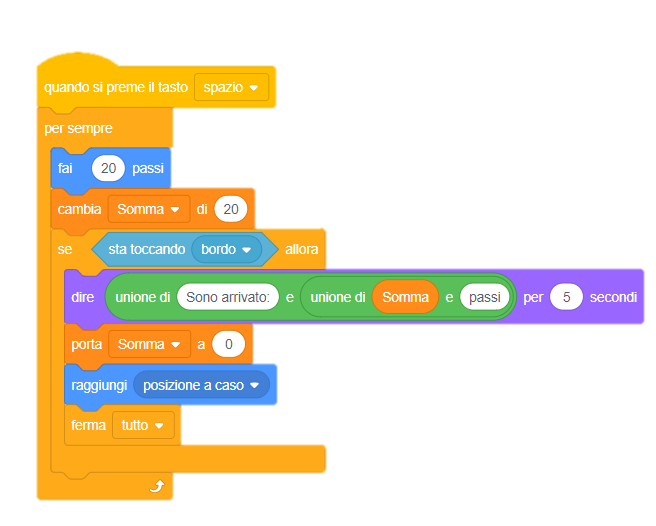 quando si preme il tasto spazio
per sempre
fai 20 passi
cambia Somma di 20
se sta toccando bordo allora
dire unione di Sono arrivato: e unione di Somma e passi per 5 secondi
porta Somma a 0
raggiungi posizione a caso
ferma tutto